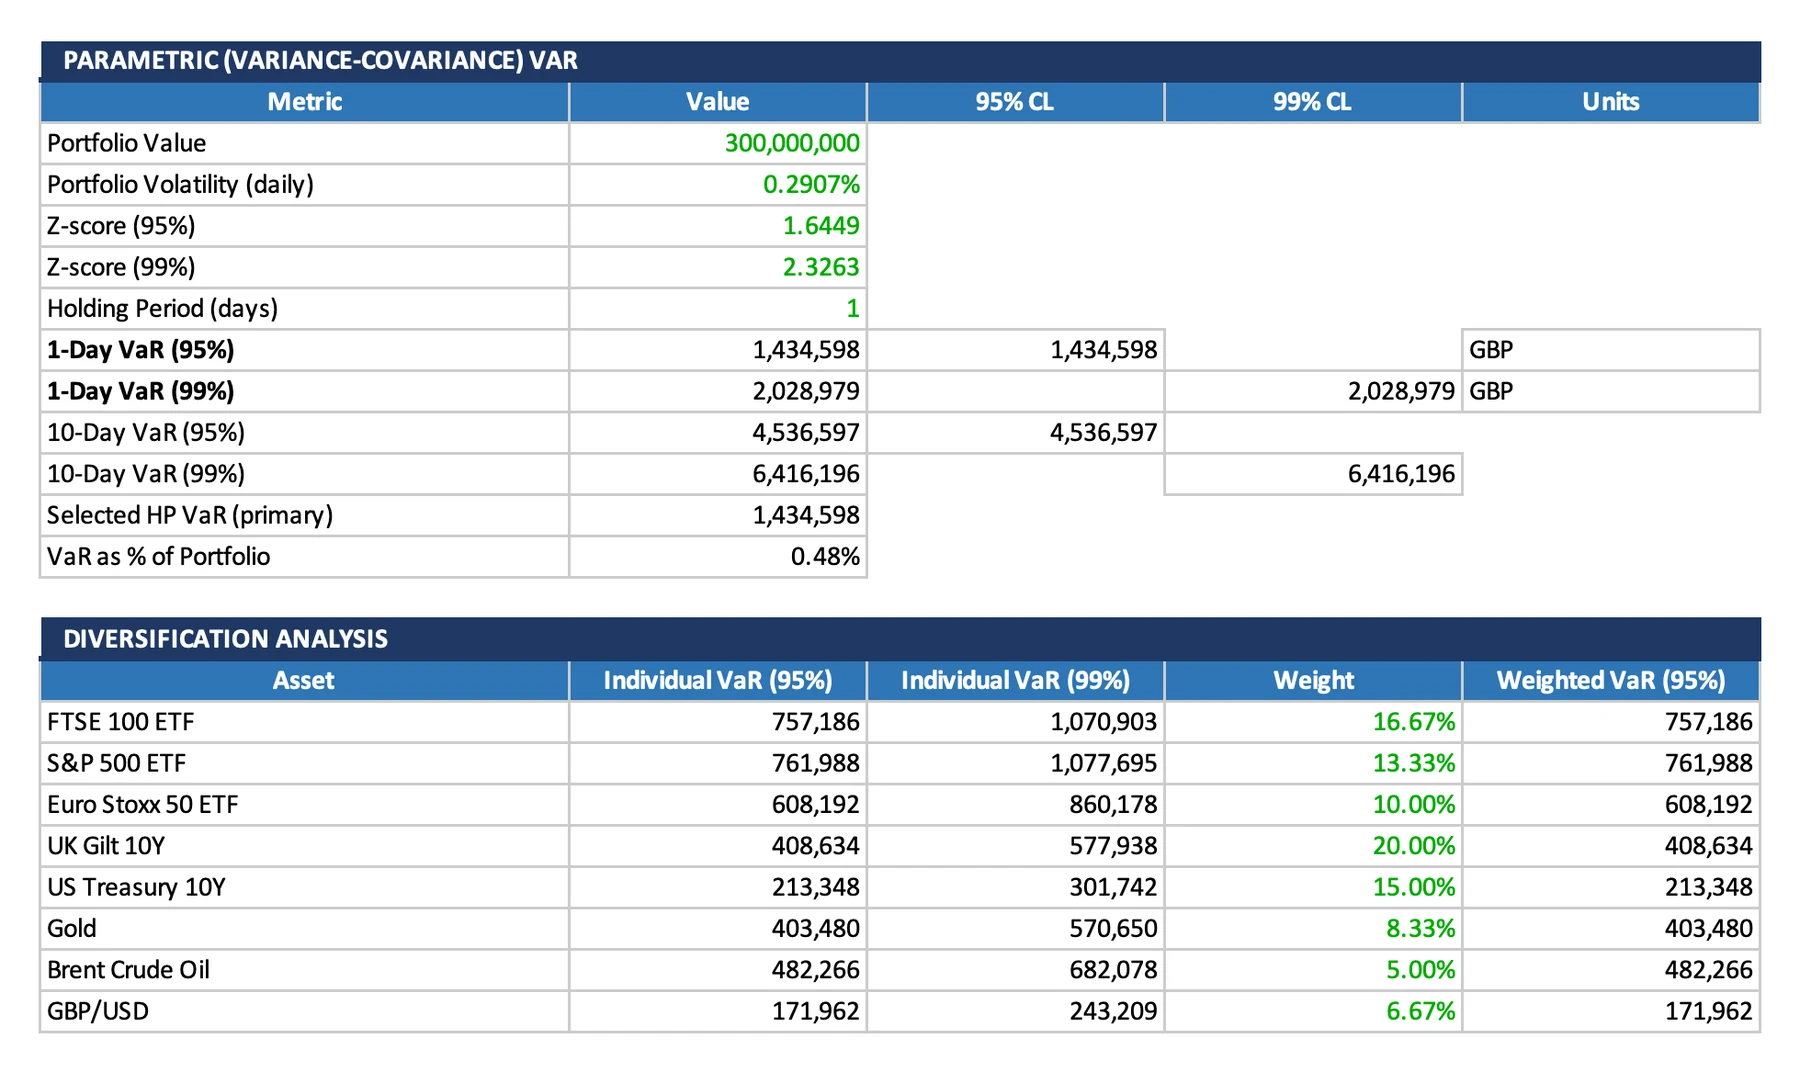 PARAMETRIC (VARIANCE-COVARIANCE) VAR
Metric Value 95% CL 99% CL Units
Portfolio Value 300,000,000
Portfolio Volatility (daily) 0.2907%
Z-score (95%) 1.6449
Z-score (99%) 2.3263
Holding Period (days) 1
1-Day VaR (95%) 1,434,598 1,434,598 GBP
1-Day VaR (99%) 2,028,979 2,028,979 GBP
10-Day VaR (95%) 4,536,597 4,536,597
10-Day VaR (99%) 6,416,196 6,416,196
Selected HP VaR (primary) 1,434,598
VaR as % of Portfolio 0.48%
DIVERSIFICATION ANALYSIS
Asset Individual VaR (95%) Individual VaR (99%) Weight Weighted VaR (95%)
FTSE 100 ETF 757,186 1,070,903 16.67% 757,186
S&P 500 ETF 761,988 1,077,695 13.33% 761,988
Euro Stoxx 50 ETF 608,192 860,178 10.00% 608,192
UK Gilt 10Y 408,634 577,938 20.00% 408,634
US Treasury 10Y 213,348 301,742 15.00% 213,348
Gold 403,480 570,650 8.33% 403,480
Brent Crude Oil 482,266 682,078 5.00% 482,266
GBP/USD 171,962 243,209 6.67% 171,962